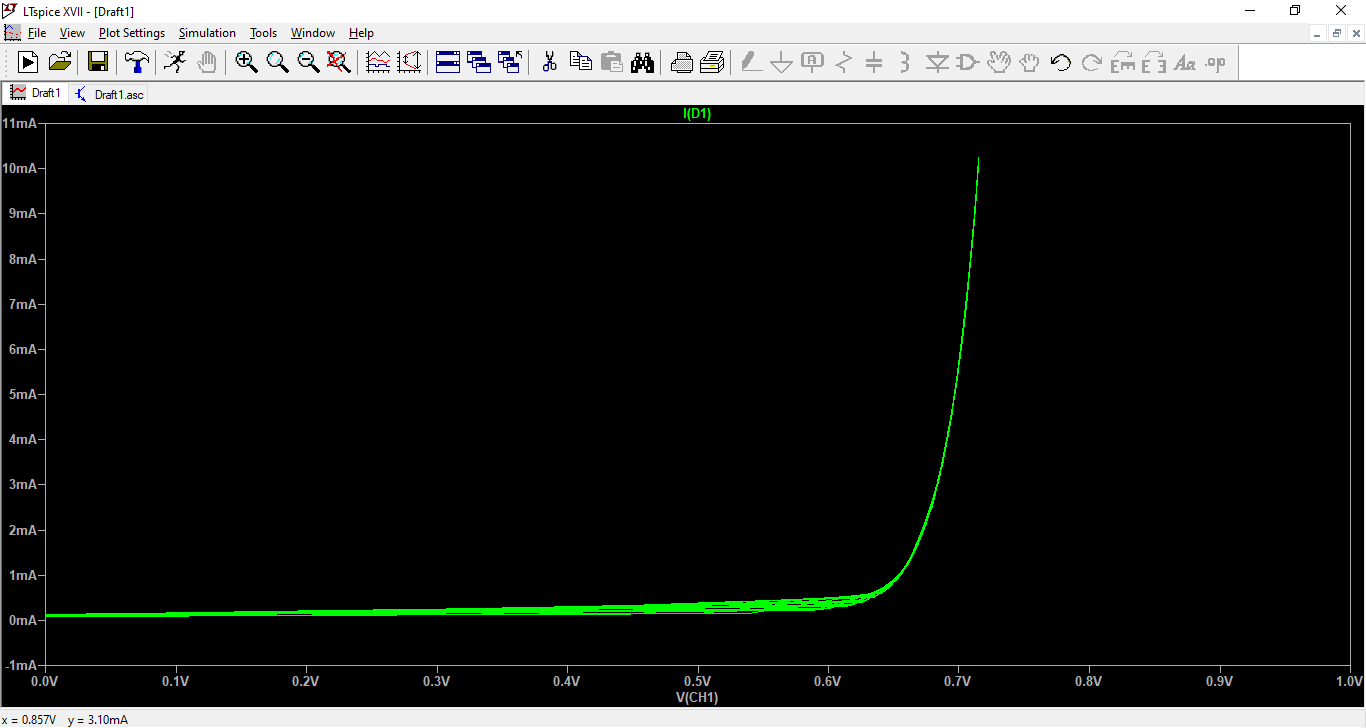 LTspice XVII - [Draft1]
File View Plot Settings Simulation Tools Window Help
Aa .op
Draft1 Draft1.asc
I(D1)
11mA
10mA
9mA
8mA
7mA
6mA
5mA
4mA
3mA
2mA
1mA
0mA
-1mA
0.0V 0.1V 0.2V 0.3V 0.4V 0.5V 0.6V 0.7V 0.8V 0.9V 1.0V
V(CH1)
x = 0.857V y = 3.10mA